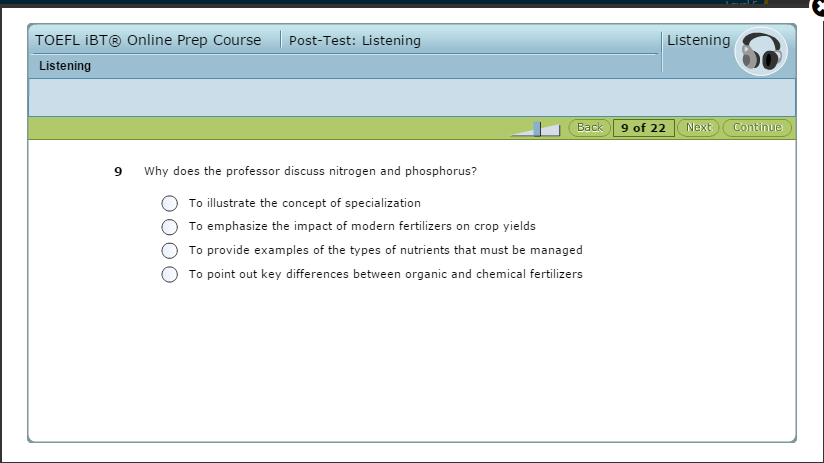 TOEFL iBT® Online Prep Course Post-Test: Listening Listening
Listening
Back 9 of 22 Next Continue
9 Why does the professor discuss nitrogen and phosphorus?
To illustrate the concept of specialization
To emphasize the impact of modern fertilizers on crop yields
To provide examples of the types of nutrients that must be managed
To point out key differences between organic and chemical fertilizers